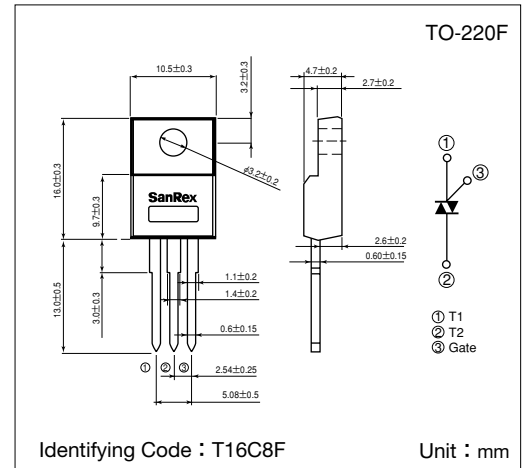 TO-220F
10.5±0.3
3.2±0.2
4.7±0.2
2.7±0.2
16.0±0.3
9.7±0.3
φ3.2±0.2
SanRex
13.0±0.5
3.0±0.3
1.1±0.2
1.4±0.2
0.6±0.15
2.54±0.25
5.08±0.5
① ② ③
2.6±0.2
0.60±0.15
①
③
②
① T1
② T2
③ Gate
Identifying Code：T16C8F
Unit：mm